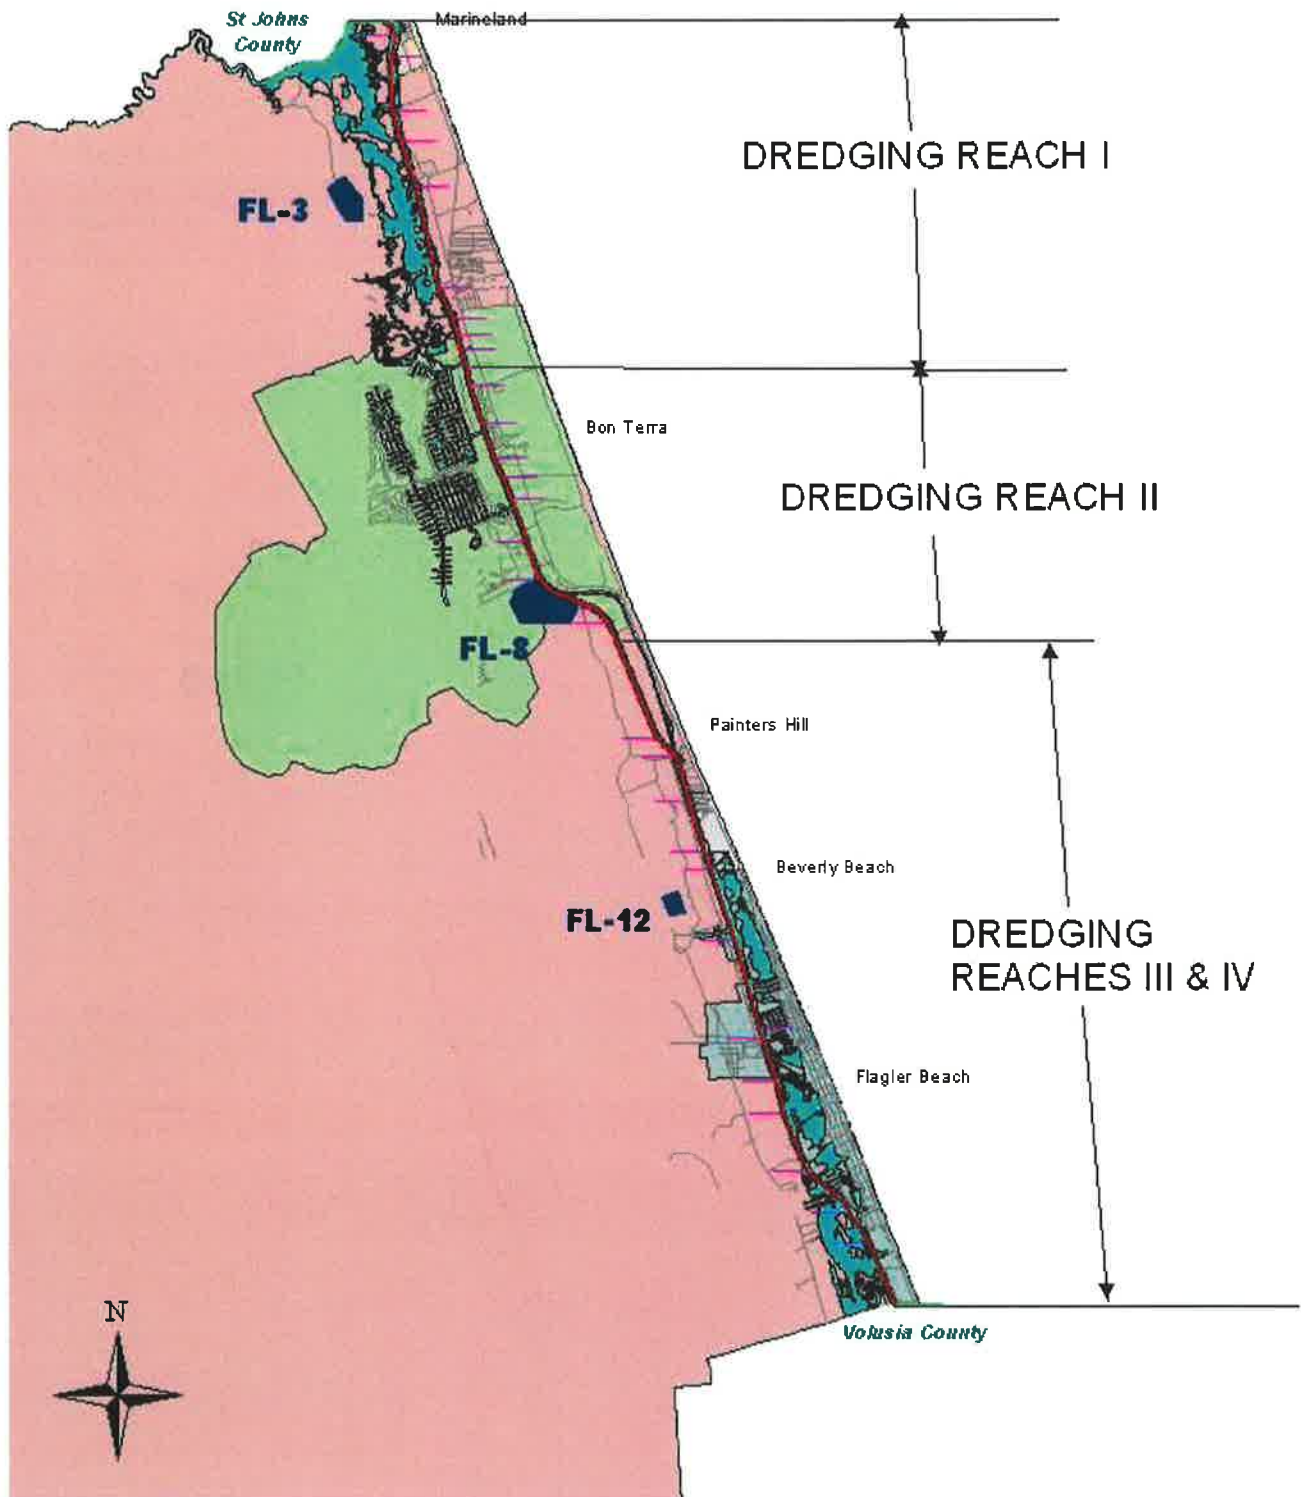 St Johns
County
Marineland
DREDGING REACH I
FL-3
Bon Terra
DREDGING REACH II
FL-8
Painters Hill
Beverly Beach
FL-12
DREDGING
REACHES III & IV
Flagler Beach
N
Volusia County